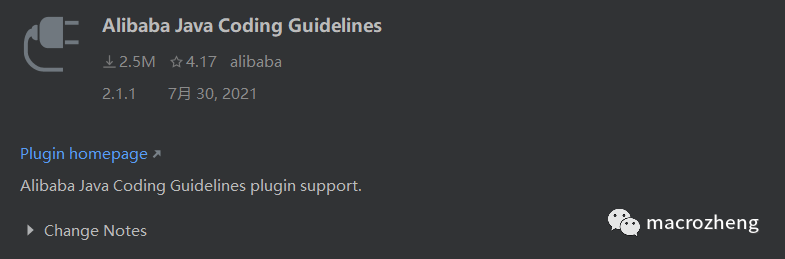 Alibaba Java Coding Guidelines
2.5M 4.17 alibaba
2.1.1 7月 30, 2021
Plugin homepage
Alibaba Java Coding Guidelines plugin support.
Change Notes
macrozheng